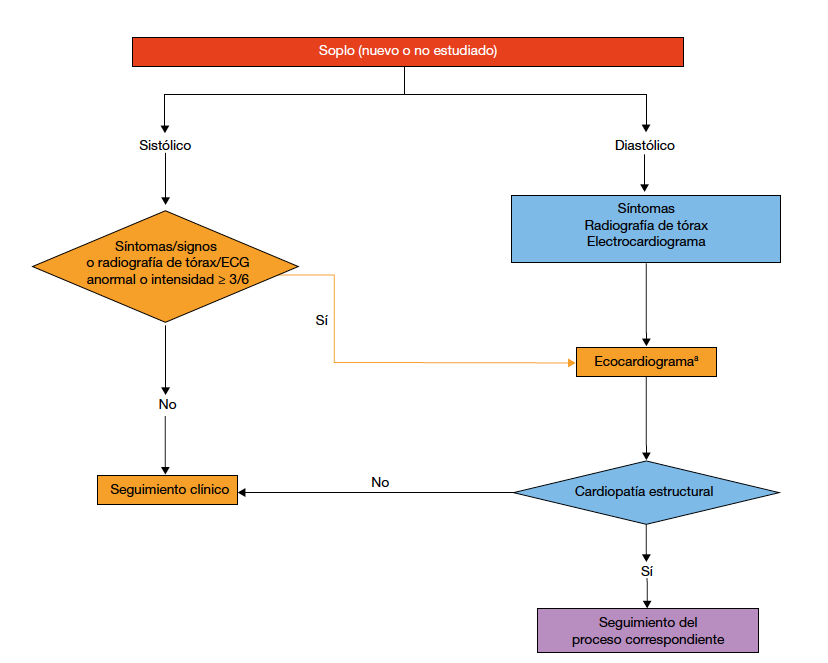 Soplo (nuevo o no estudiado)
Sistólico
Diastólico
Síntomas/signos
o radiografía de tórax/ECG
anormal o intensidad ≥ 3/6
Síntomas
Radiografía de tórax
Electrocardiograma
Sí
Ecocardiogramaª
No
Seguimiento clínico
No
Cardiopatía estructural
Sí
Seguimiento del
proceso correspondiente